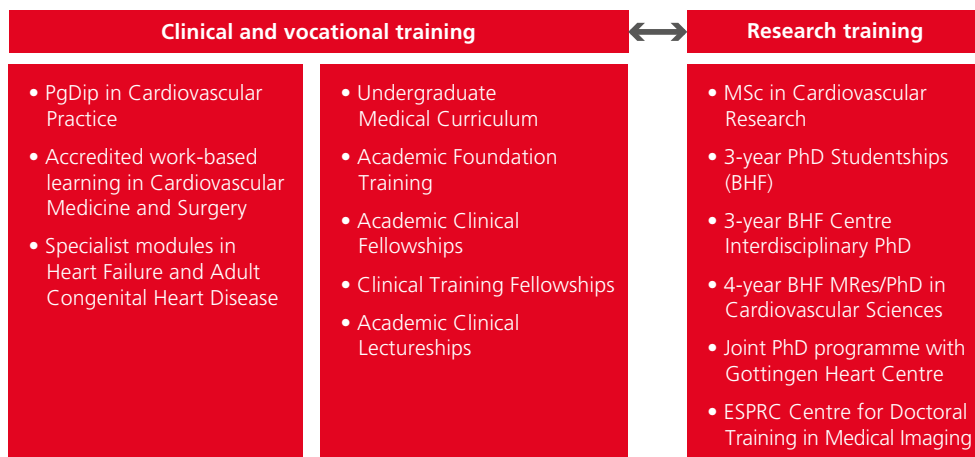 Clinical and vocational training
Research training
• PgDip in Cardiovascular
Practice
• Accredited work-based
learning in Cardiovascular
Medicine and Surgery
• Specialist modules in
Heart Failure and Adult
Congenital Heart Disease
• Undergraduate
Medical Curriculum
• Academic Foundation
Training
• Academic Clinical
Fellowships
• Clinical Training Fellowships
• Academic Clinical
Lectureships
• MSc in Cardiovascular
Research
• 3-year PhD Studentships
(BHF)
• 3-year BHF Centre
Interdisciplinary PhD
• 4-year BHF MRes/PhD in
Cardiovascular Sciences
• Joint PhD programme with
Gottingen Heart Centre
• ESPRC Centre for Doctoral
Training in Medical Imaging